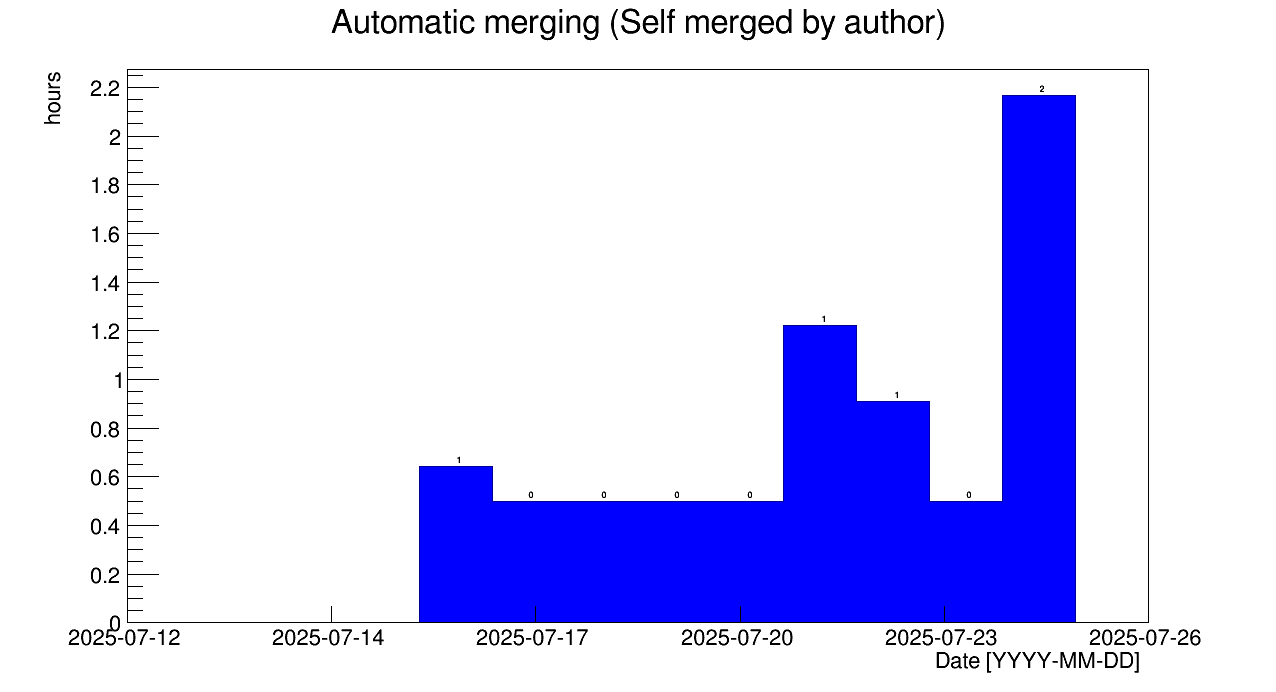 Automatic merging (Self merged by author)
hours
2.2
2
1.8
1.6
1.4
1.2
1
0.8
0.6
0.4
0.2
0
1 0 0 0 0 1 1 0 2
2025-07-12 2025-07-14 2025-07-17 2025-07-20 2025-07-23 2025-07-26
Date [YYYY-MM-DD]